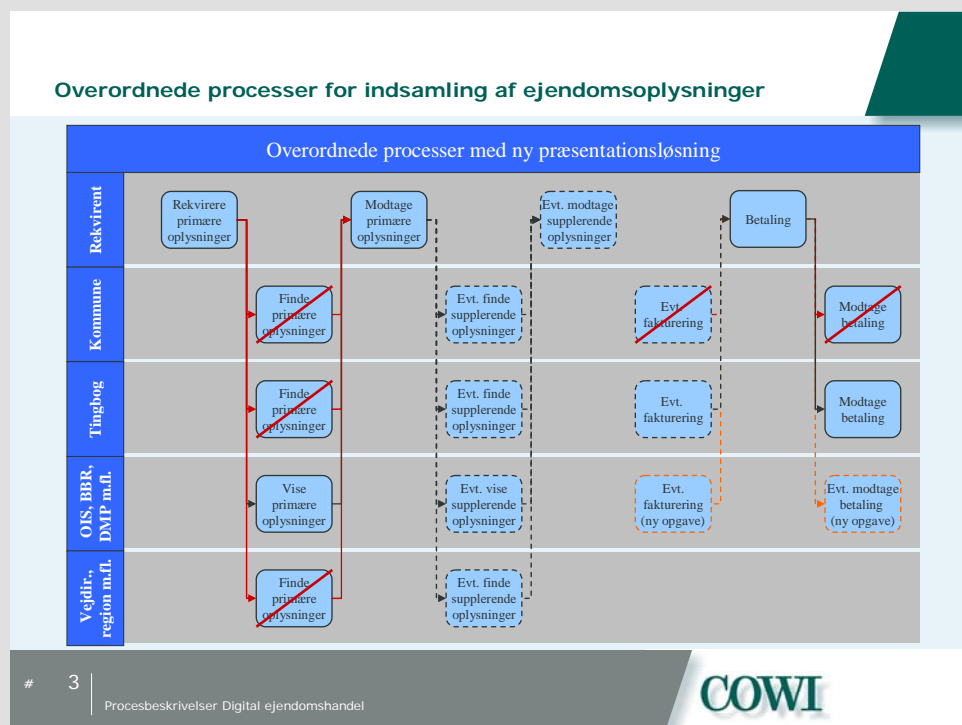 Overordnede processer for indsamling af ejendomsoplysninger
Overordnede processer med ny præsentationsløsning
Rekvirent
Rekvirere
primære
oplysninger
Modtage
primære
oplysninger
Evt. modtage
supplerende
oplysninger
Betaling
Kommune
Finde
primære
oplysninger
Evt. finde
supplerende
oplysninger
Evt.
fakturering
Modtage
betaling
Tingbog
Finde
primære
oplysninger
Evt. finde
supplerende
oplysninger
Evt.
fakturering
Modtage
betaling
OIS, BBR,
DMP m.fl.
Vise
primære
oplysninger
Evt. vise
supplerende
oplysninger
Evt.
fakturering
(ny opgave)
Evt. modtage
betaling
(ny opgave)
Vejdir.,
region m.fl.
Finde
primære
oplysninger
Evt. finde
supplerende
oplysninger
# 3
Procesbeskrivelser Digital ejendomshandel
COWI